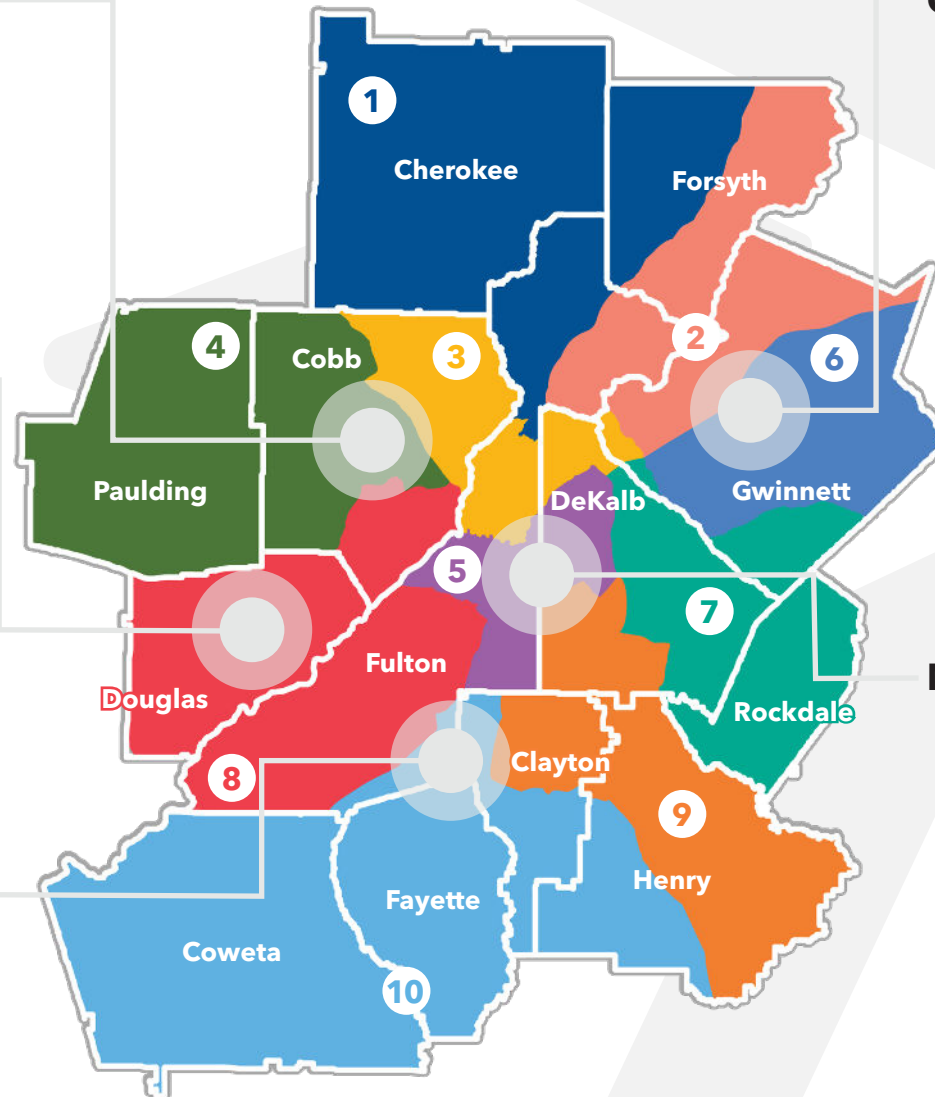 1
Cherokee
Forsyth
2
4
Cobb
3
6
Paulding
DeKalb
Gwinnett
5
7
Fulton
Douglas
Rockdale
8
Clayton
9
Henry
Fayette
Coweta
10